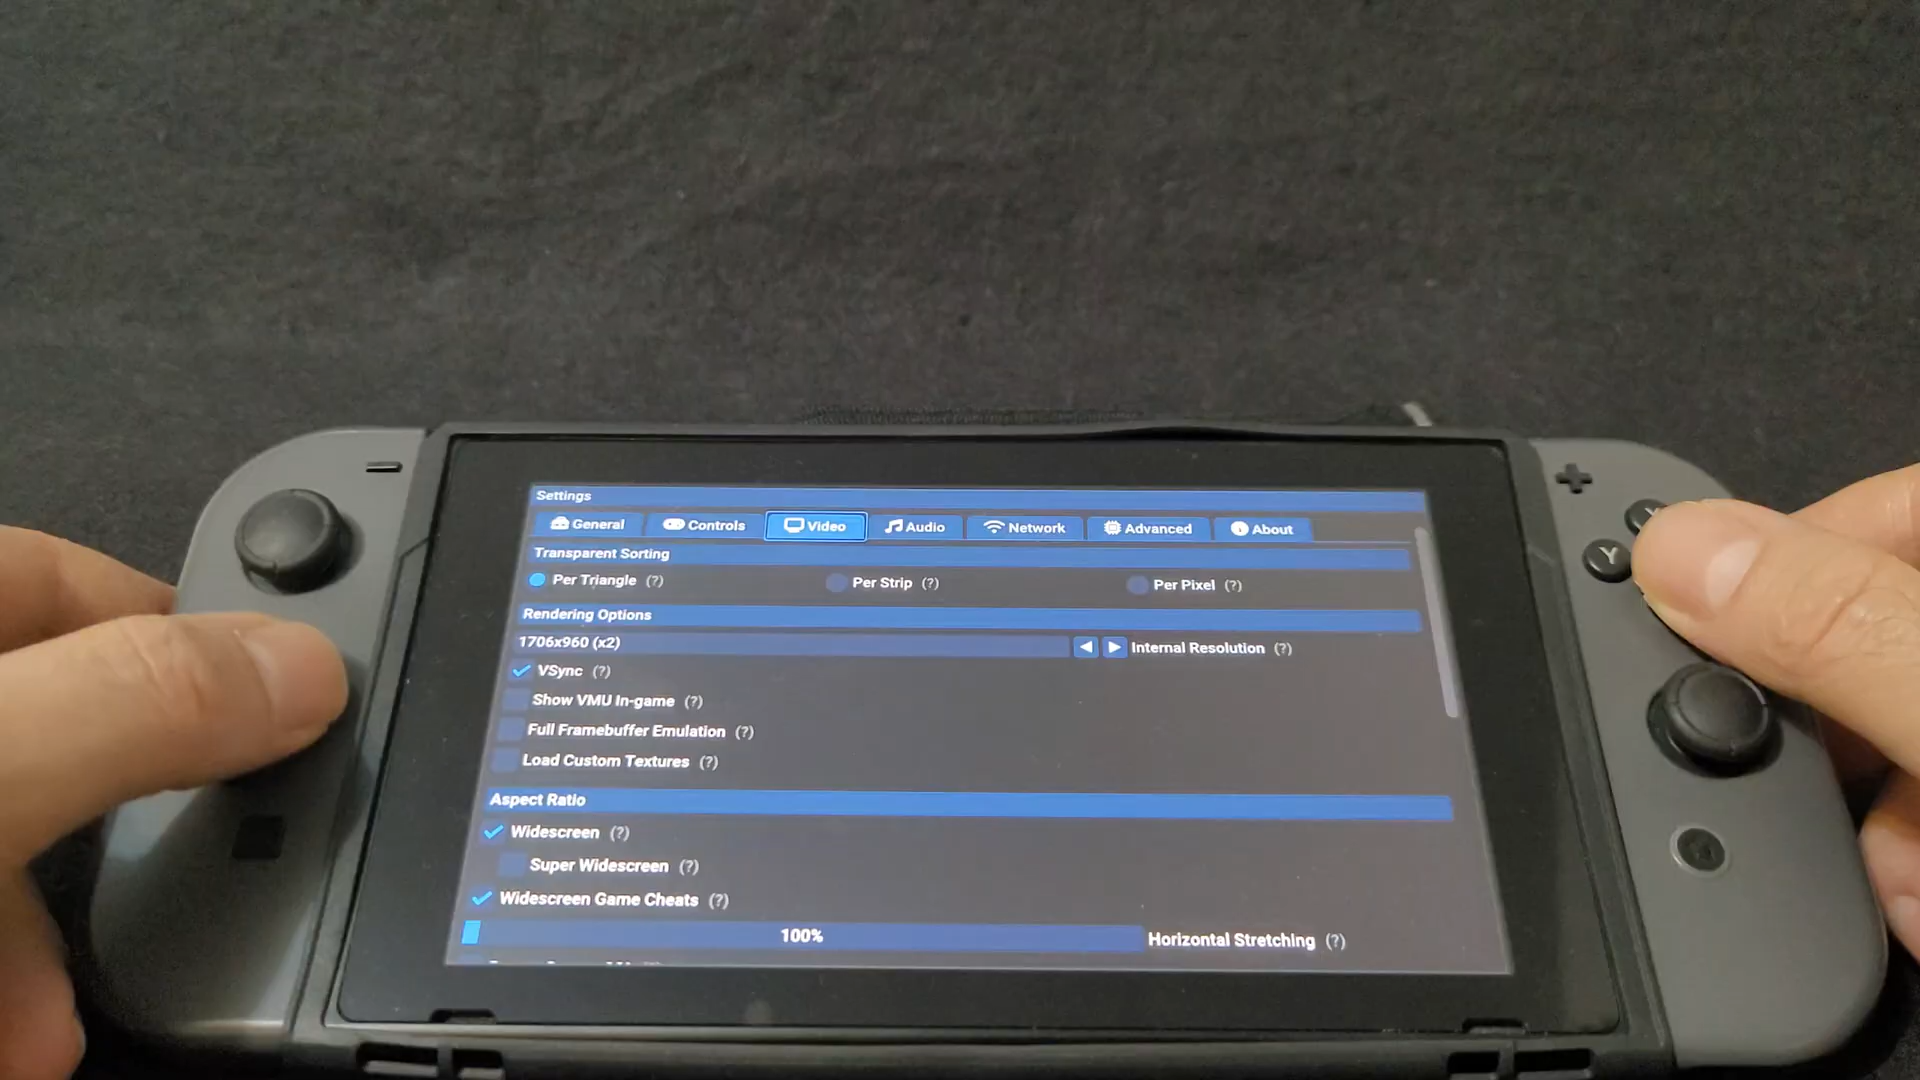 Settings
General Controls Video Audio Network Advanced About
Transparent Sorting
Per Triangle (?) Per Strip (?) Per Pixel (?)
Rendering Options
1706x960 (x2) Internal Resolution (?)
VSync (?)
Show VMU In-game (?)
Full Framebuffer Emulation (?)
Load Custom Textures (?)
Aspect Ratio
Widescreen (?)
Super Widescreen (?)
Widescreen Game Cheats (?)
100% Horizontal Stretching (?)
Y